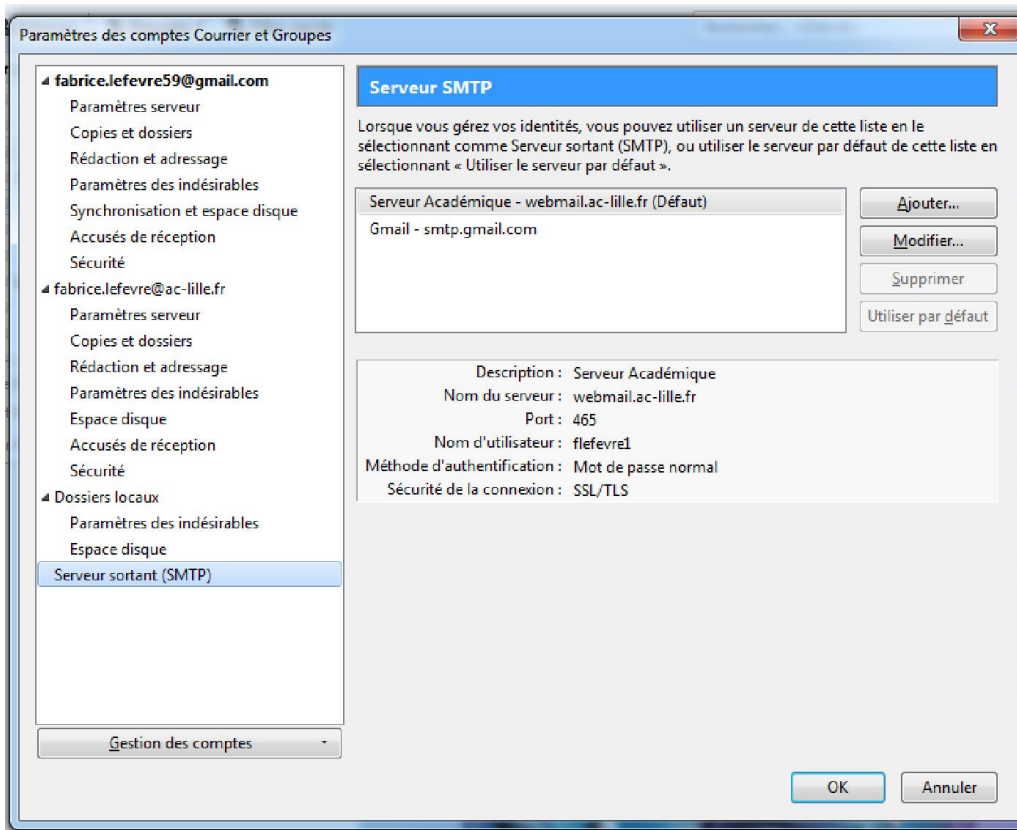 Paramètres des comptes Courrier et Groupes
fabrice.lefevre59@gmail.com
Paramètres serveur
Copies et dossiers
Rédaction et adressage
Paramètres des indésirables
Synchronisation et espace disque
Accusés de réception
Sécurité
fabrice.lefevre@ac-lille.fr
Paramètres serveur
Copies et dossiers
Rédaction et adressage
Paramètres des indésirables
Espace disque
Accusés de réception
Sécurité
Dossiers locaux
Paramètres des indésirables
Espace disque
Serveur sortant (SMTP)
Gestion des comptes
Serveur SMTP
Lorsque vous gérez vos identités, vous pouvez utiliser un serveur de cette liste en le
sélectionnant comme Serveur sortant (SMTP), ou utiliser le serveur par défaut de cette liste en
sélectionnant « Utiliser le serveur par défaut ».
Serveur Académique - webmail.ac-lille.fr (Défaut)
Gmail - smtp.gmail.com
Ajouter...
Modifier...
Supprimer
Utiliser par défaut
Description : Serveur Académique
Nom du serveur : webmail.ac-lille.fr
Port : 465
Nom d'utilisateur : flefevre1
Méthode d'authentification : Mot de passe normal
Sécurité de la connexion : SSL/TLS
OK
Annuler